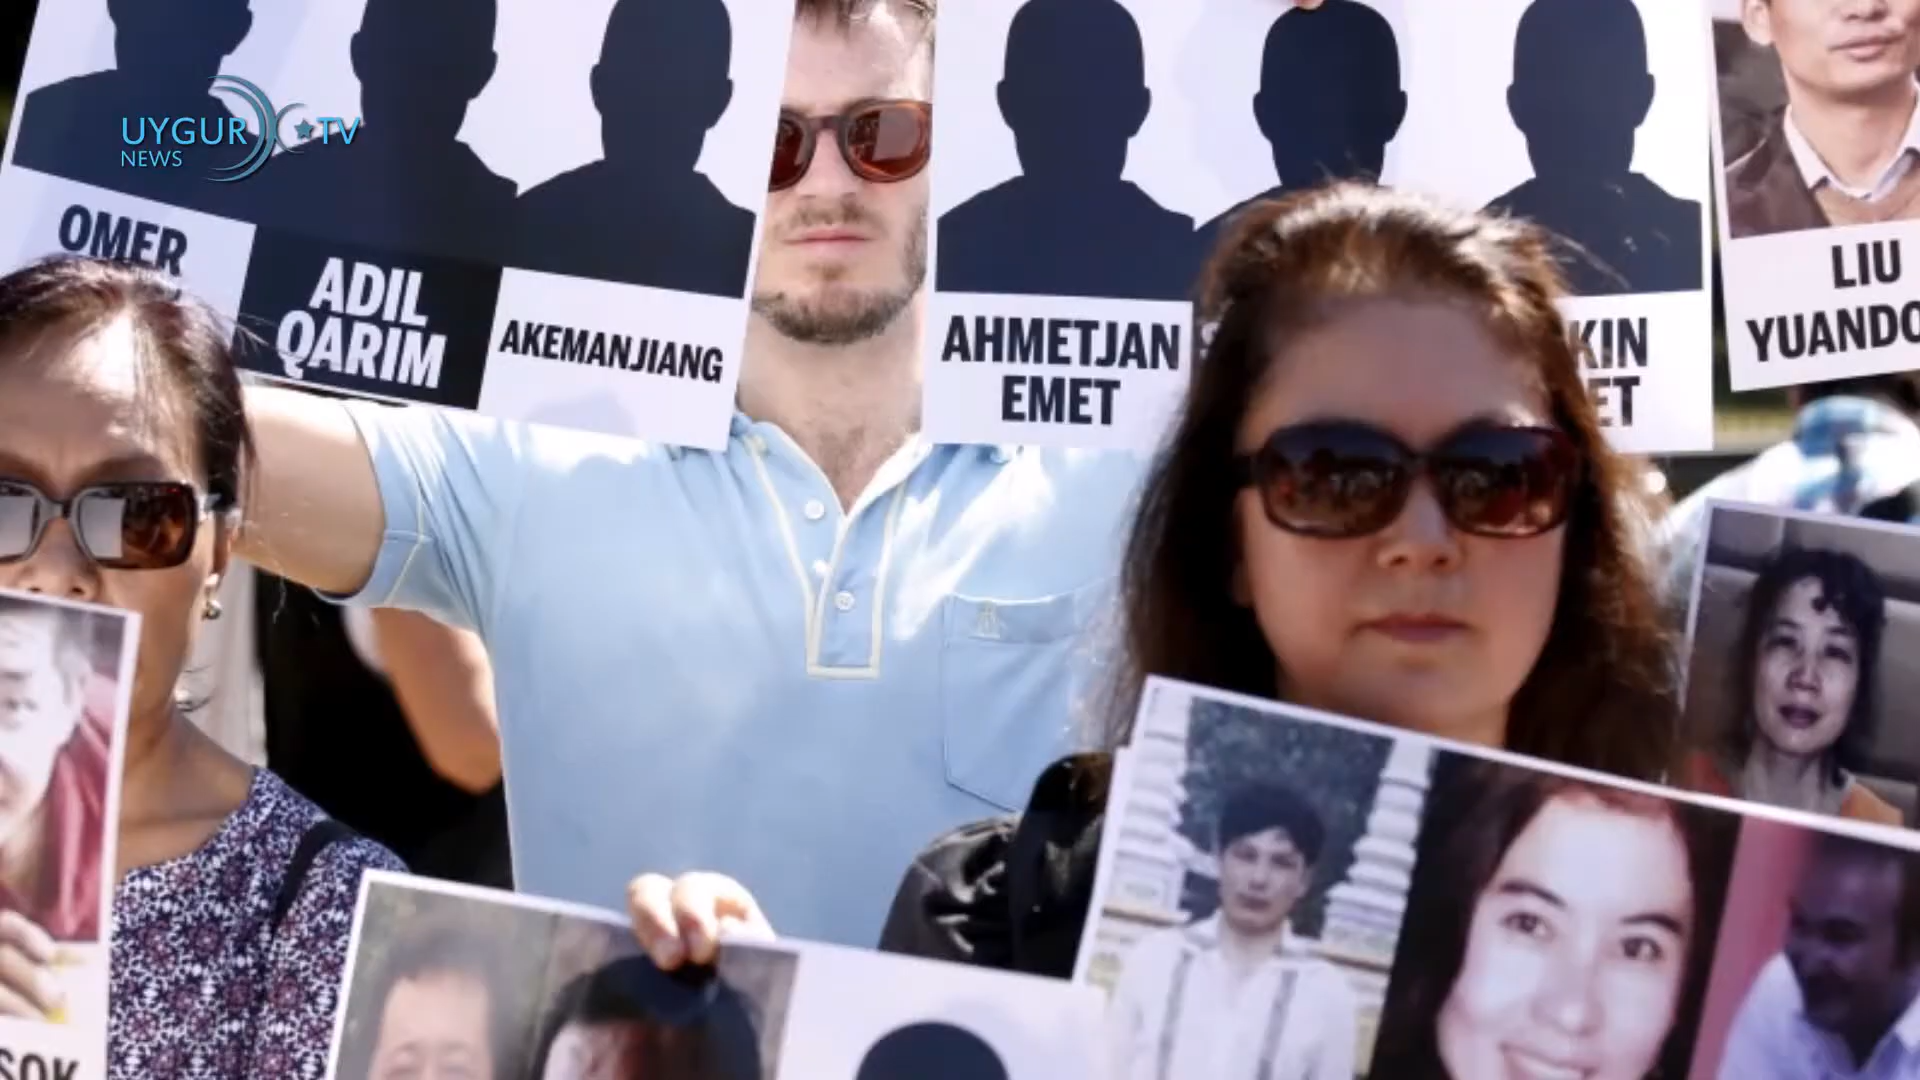 UYGUR TV
NEWS
OMER
ADIL
QARIM
AKEMANJIANG
AHMETJAN
EMET
KIN
ET
LIU
YUANDO
SOK